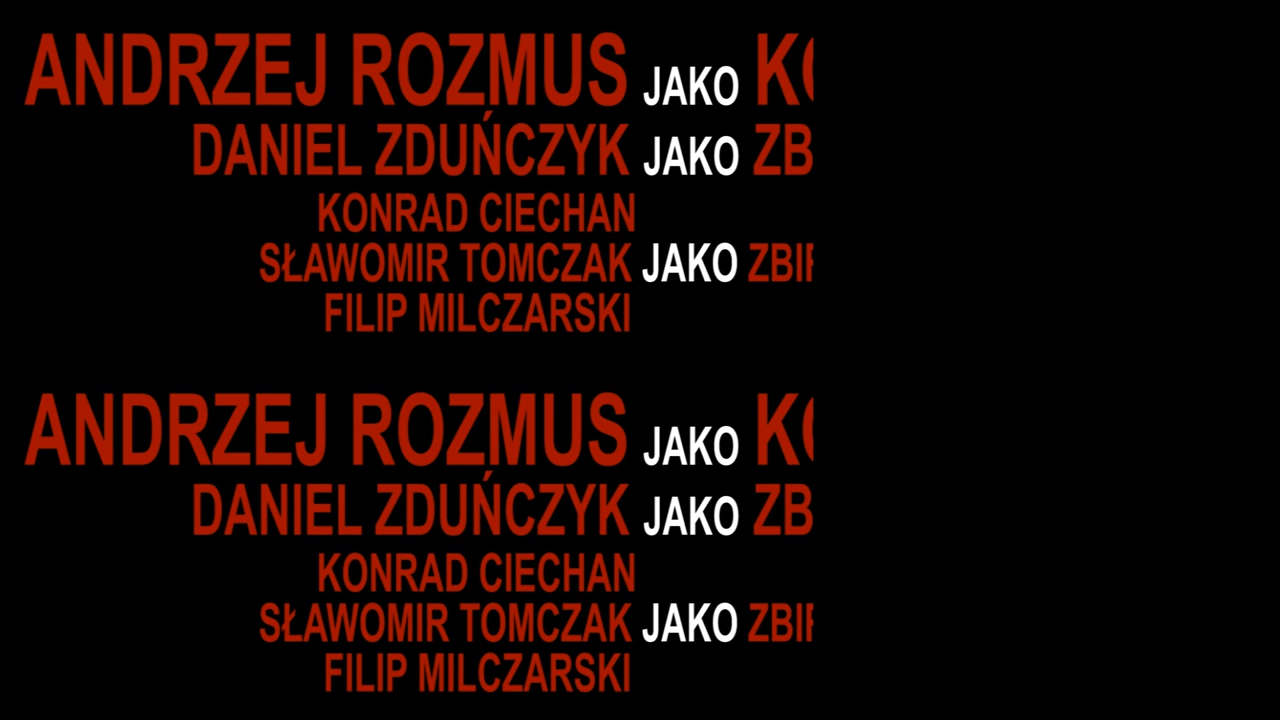 ANDRZEJ ROZMUS JAKO
DANIEL ZDUŃCZYK JAKO
KONRAD CIECHAN
SŁAWOMIR TOMCZAK JAKO
FILIP MILCZARSKI
ANDRZEJ ROZMUS JAKO
DANIEL ZDUŃCZYK JAKO
KONRAD CIECHAN
SŁAWOMIR TOMCZAK JAKO
FILIP MILCZARSKI